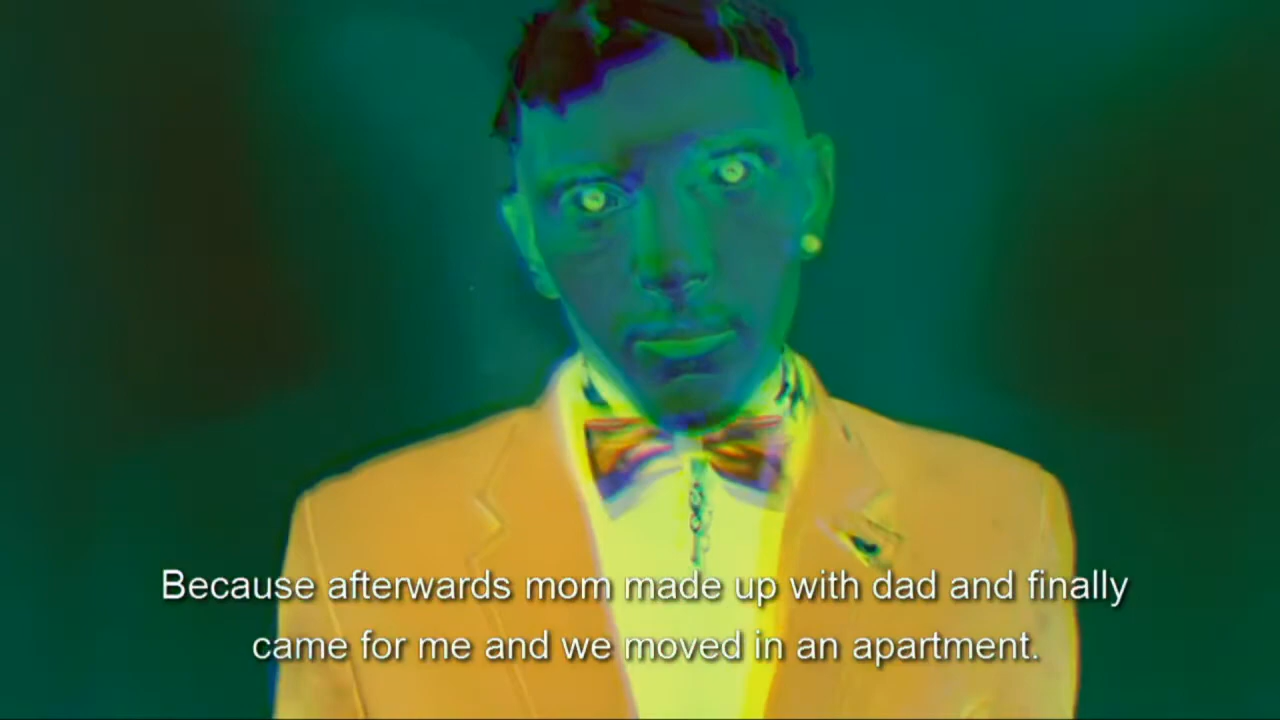 Because afterwards mom made up with dad and finally
came for me and we moved in an apartment.